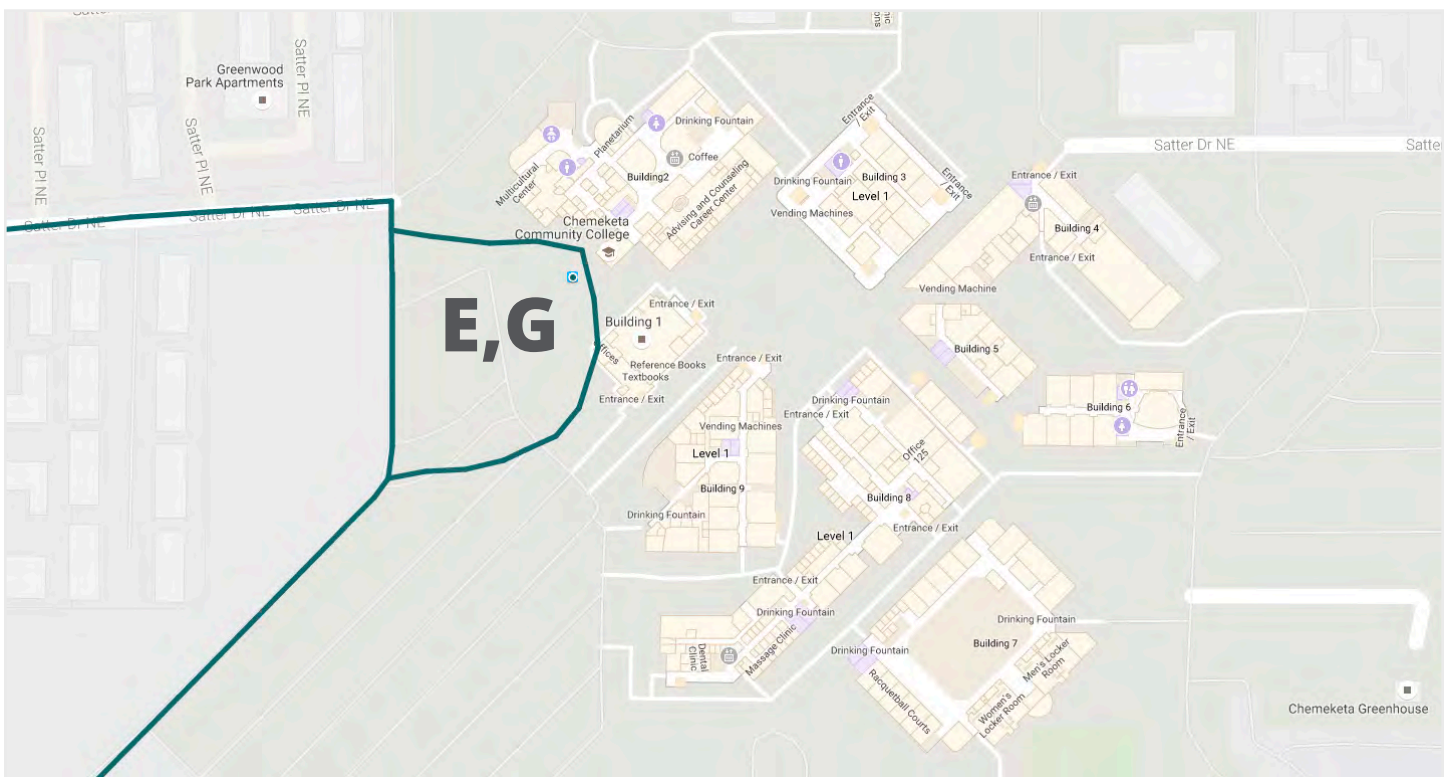 Satter Pl NE
Greenwood
Park Apartments
Satter Pl NE
Satter Pl NE
Satter Dr NE
Satter Dr NE
Satter Dr NE
E,G
Multicultural
Center
Planetarium
Drinking Fountain
Coffee
Building2
Advising and Counseling
Career Center
Chemeketa
Community College
Entrance
/ Exit
Building 3
Level 1
Drinking Fountain
Vending Machines
Entrance
/ Exit
Satter Dr NE
Satte
Entrance / Exit
Building 4
Entrance / Exit
Vending Machine
Entrance / Exit
Building 1
ffices
Reference Books
Textbooks
Entrance / Exit
Entrance / Exit
Building 5
Building 6
Entrance
/ Exit
Drinking Fountain
Entrance / Exit
Office
125
Building 8
Entrance / Exit
Level 1
Vending Machines
Level 1
Building 9
Drinking Fountain
Entrance / Exit
Drinking Fountain
Massage Clinic
Dental
Clinic
Drinking Fountain
Racquetball Courts
Building 7
Drinking Fountain
Men's Locker
Room
Women's
Locker Room
Chemeketa Greenhouse